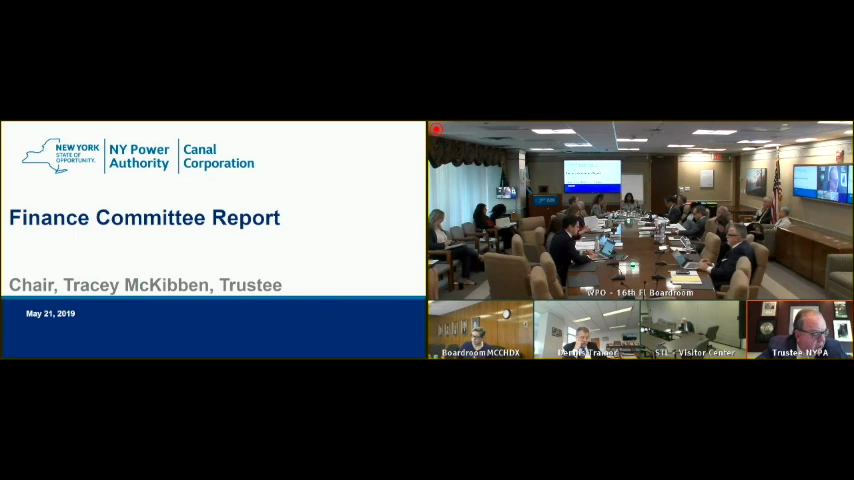 NEW YORK
STATE OF
OPPORTUNITY.
NY Power
Authority
Canal
Corporation
Finance Committee Report
Chair, Tracey McKibben, Trustee
May 21, 2019
WPO - 16th Fl Boardroom
Boardroom MCCHDX
Dennis Trainor
STL - Visitor Center
Trustee NYPA